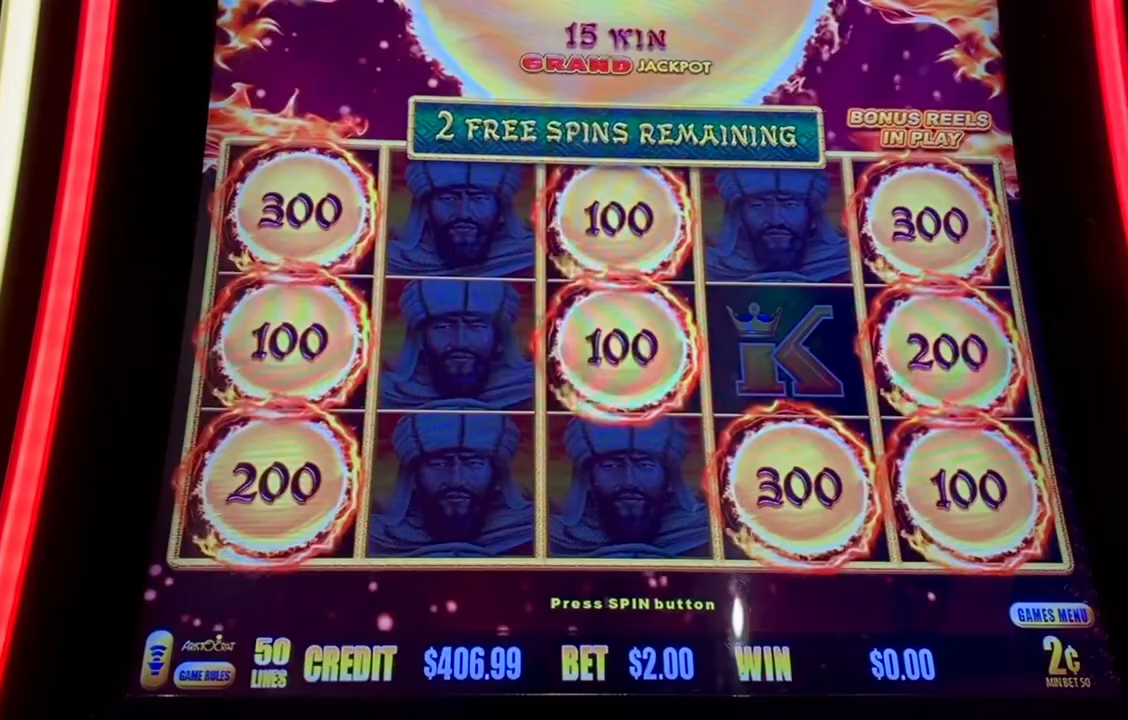 15 WIN
GRAND JACKPOT
2 FREE SPINS REMAINING
BONUS REELS
IN PLAY
300 100 300
100 100 K 200
200 300 100
Press SPIN button
GAMES MENU
ARISTOCRAT
GAME RULES
50
LINES
CREDIT $406.99 BET $2.00 WIN $0.00
2¢
MIN BET 50